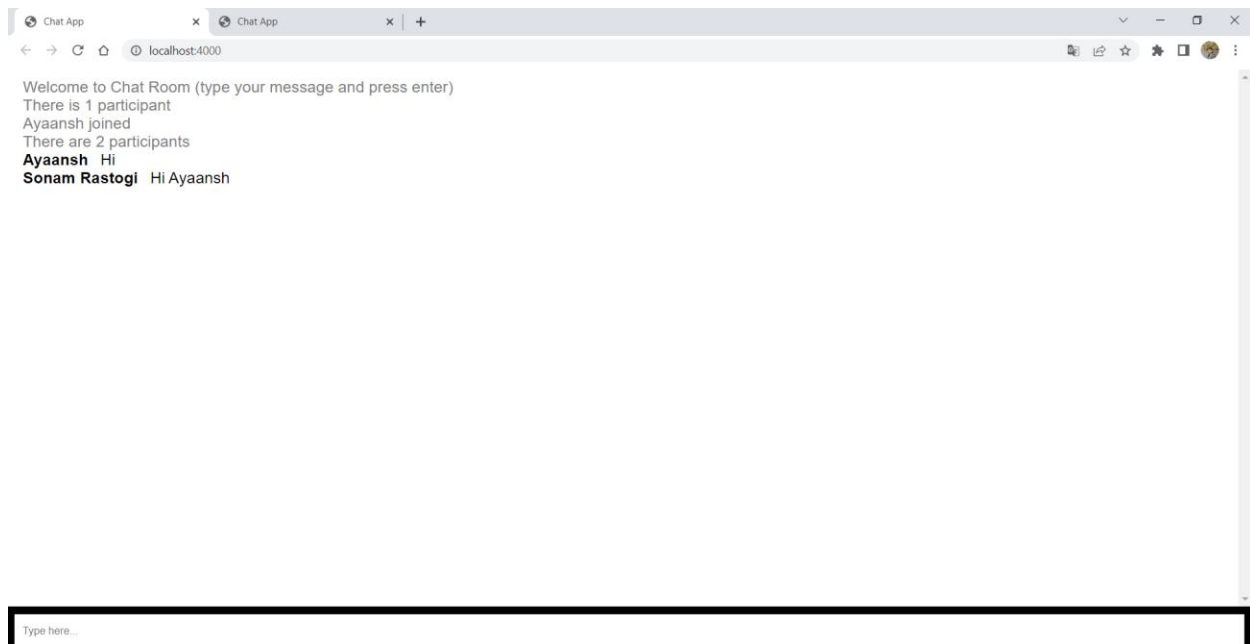 Chat App
Chat App
localhost:4000
Welcome to Chat Room (type your message and press enter)
There is 1 participant
Ayaansh joined
There are 2 participants
Ayaansh Hi
Sonam Rastogi Hi Ayaansh
Type here...